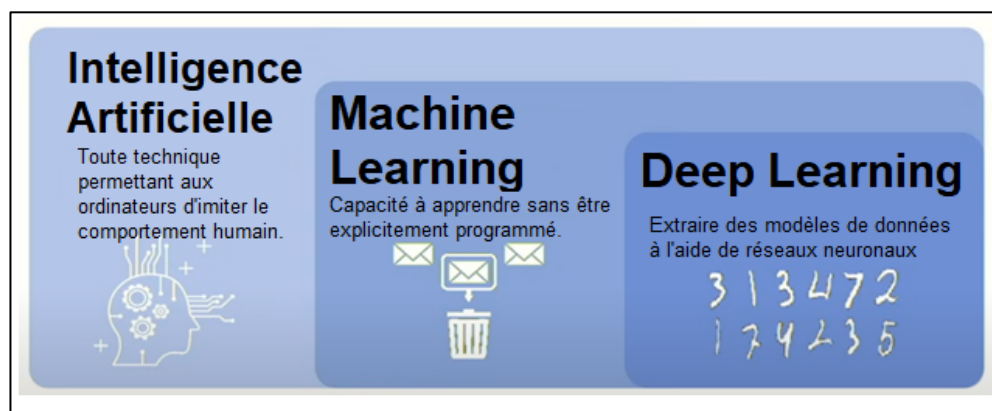 Intelligence
Artificielle
Toute technique
permettant aux
ordinateurs d'imiter le
comportement humain.
Machine
Learning
Capacité à apprendre sans être
explicitement programmé.
Deep Learning
Extraire des modèles de données
à l'aide de réseaux neuronaux
3 1 3 4 7 2
1 7 4 2 3 5